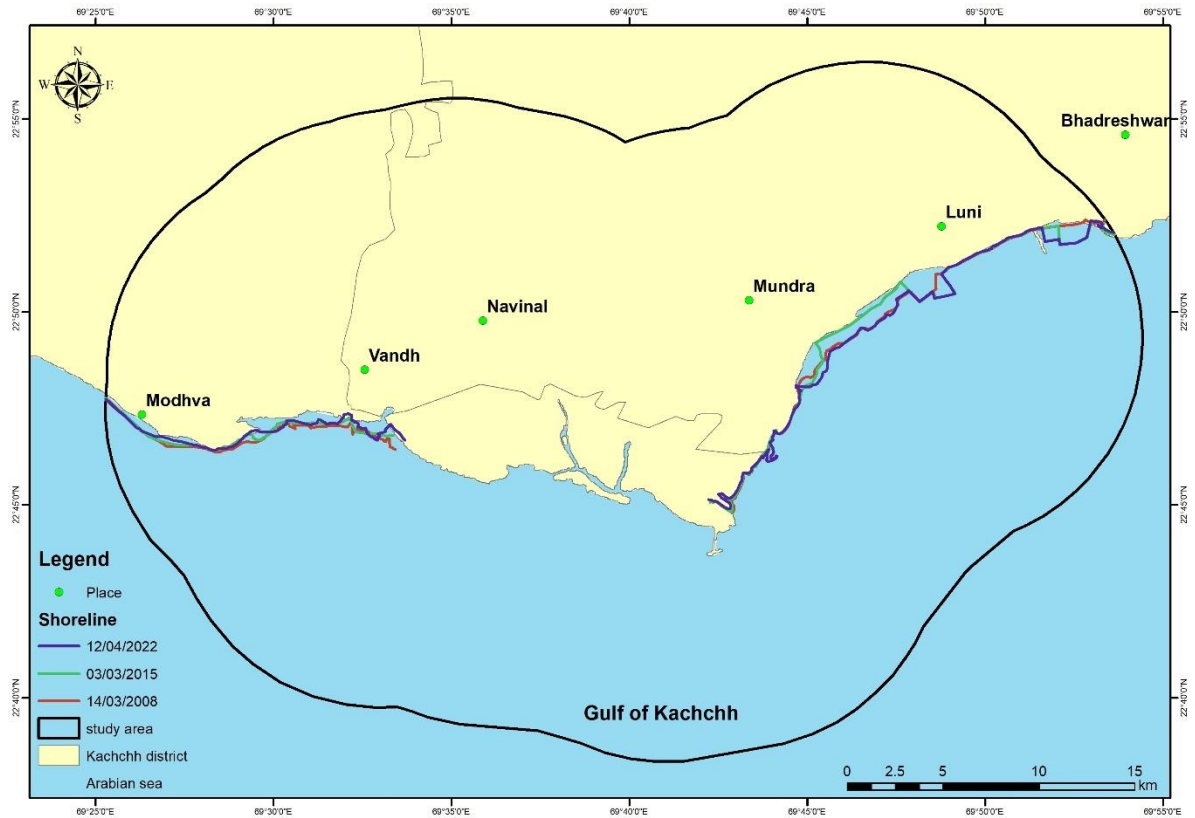 69°25'0"E 69°30'0"E 69°35'0"E 69°40'0"E 69°45'0"E 69°50'0"E 69°55'0"E
N
W E
S
22°55'0"N 22°55'0"N
Bhadreshwar
Luni
Mundra
22°50'0"N 22°50'0"N
Navinal
Vandh
Modhva
22°45'0"N 22°45'0"N
Legend
Place
Shoreline
12/04/2022
03/03/2015
14/03/2008
study area
Kachchh district
Arabian sea
22°40'0"N 22°40'0"N
Gulf of Kachchh
0 2.5 5 10 15
km
69°25'0"E 69°30'0"E 69°35'0"E 69°40'0"E 69°45'0"E 69°50'0"E 69°55'0"E